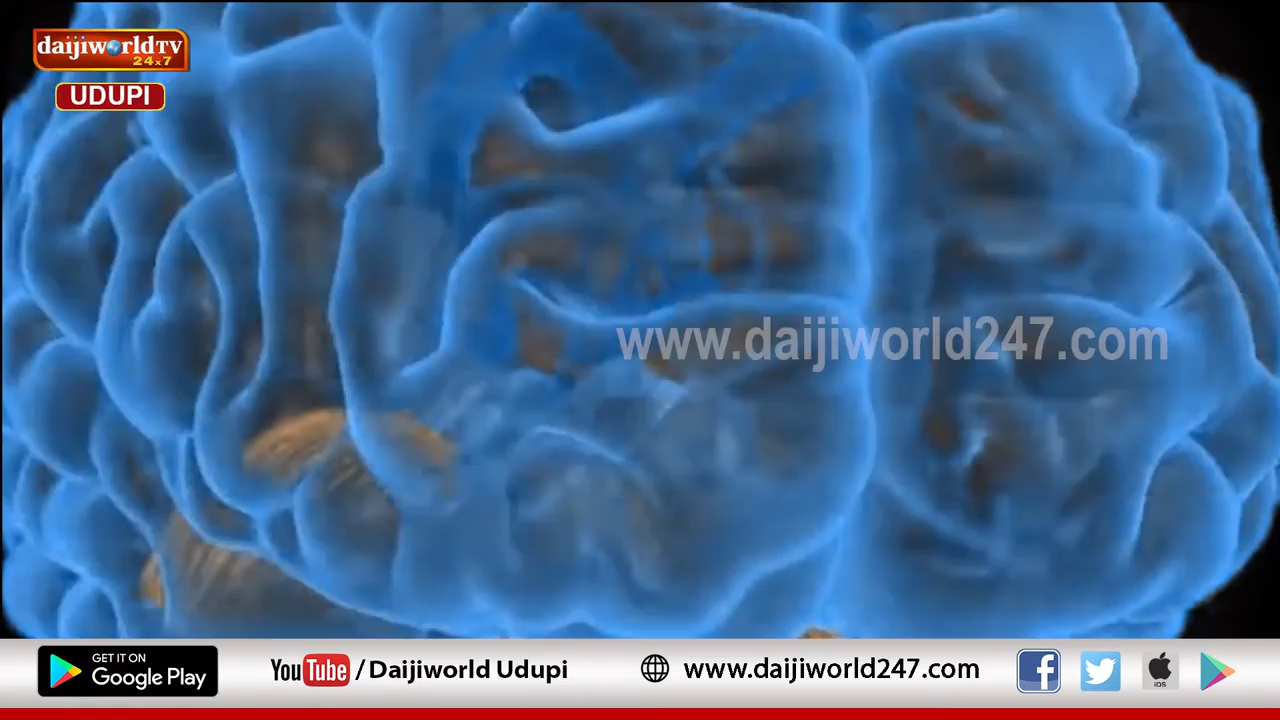 daijiworldTV
24x7
UDUPI
www.daijiworld247.com
GET IT ON
Google Play
YouTube /Daijiworld Udupi
www.daijiworld247.com
iOS